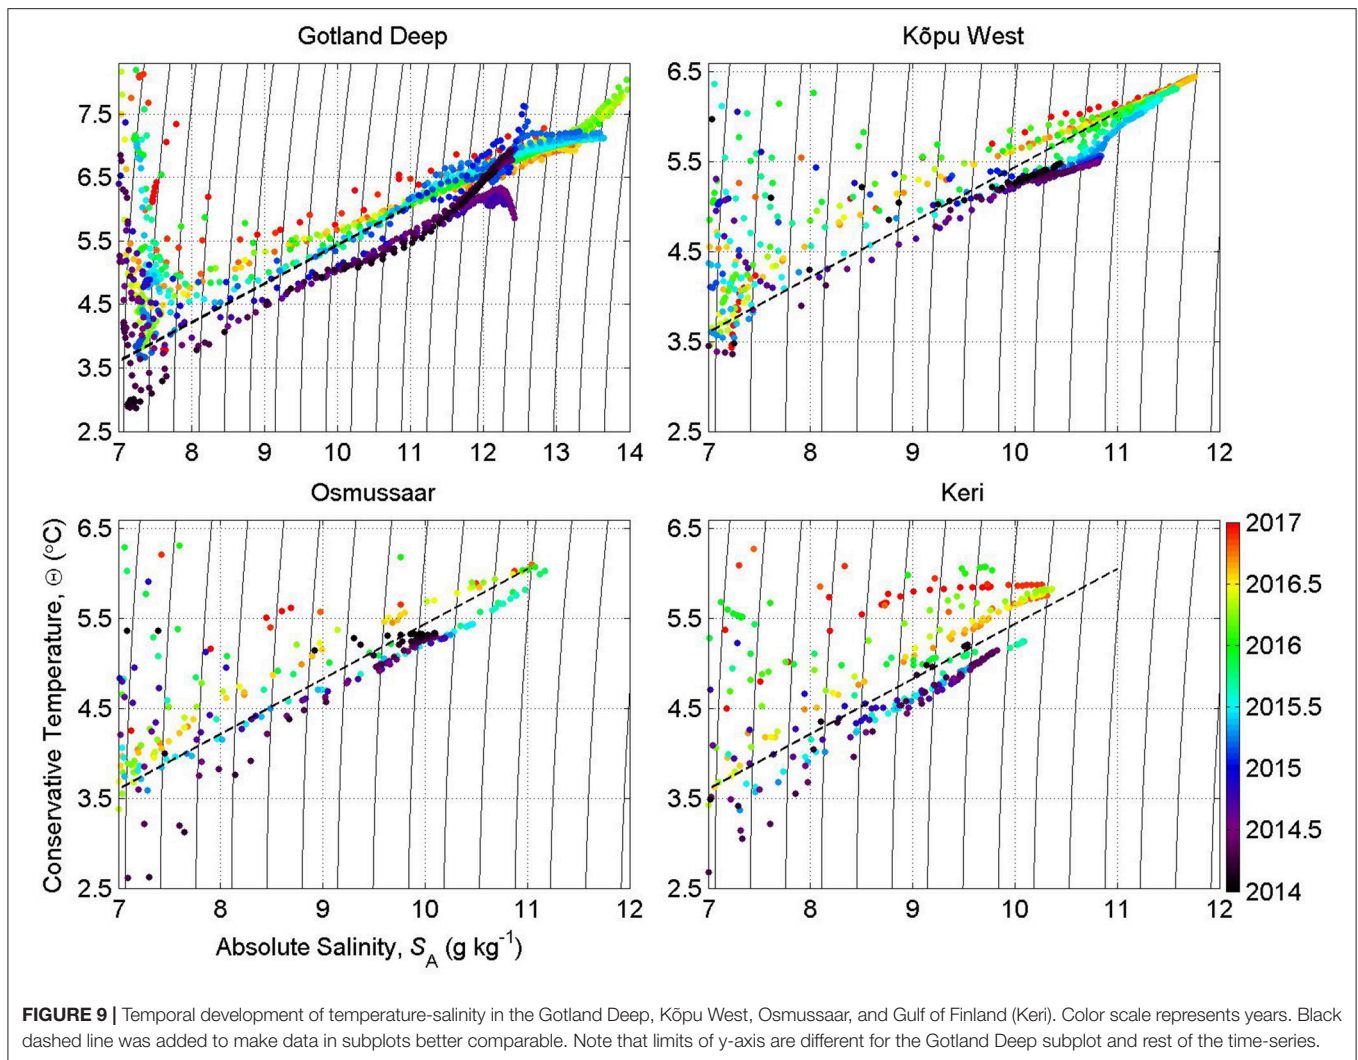 Gotland Deep
7.5
6.5
5.5
4.5
3.5
2.5
7 8 9 10 11 12 13 14
Kõpu West
6.5
5.5
4.5
3.5
2.5
7 8 9 10 11 12
Osmussaar
6.5
5.5
4.5
3.5
2.5
7 8 9 10 11 12
Conservative Temperature, Θ (°C)
Absolute Salinity, S_A (g kg⁻¹)
Keri
6.5
5.5
4.5
3.5
2.5
7 8 9 10 11 12
2017
2016.5
2016
2015.5
2015
2014.5
2014
FIGURE 9 | Temporal development of temperature-salinity in the Gotland Deep, Kõpu West, Osmussaar, and Gulf of Finland (Keri). Color scale represents years. Black
dashed line was added to make data in subplots better comparable. Note that limits of y-axis are different for the Gotland Deep subplot and rest of the time-series.